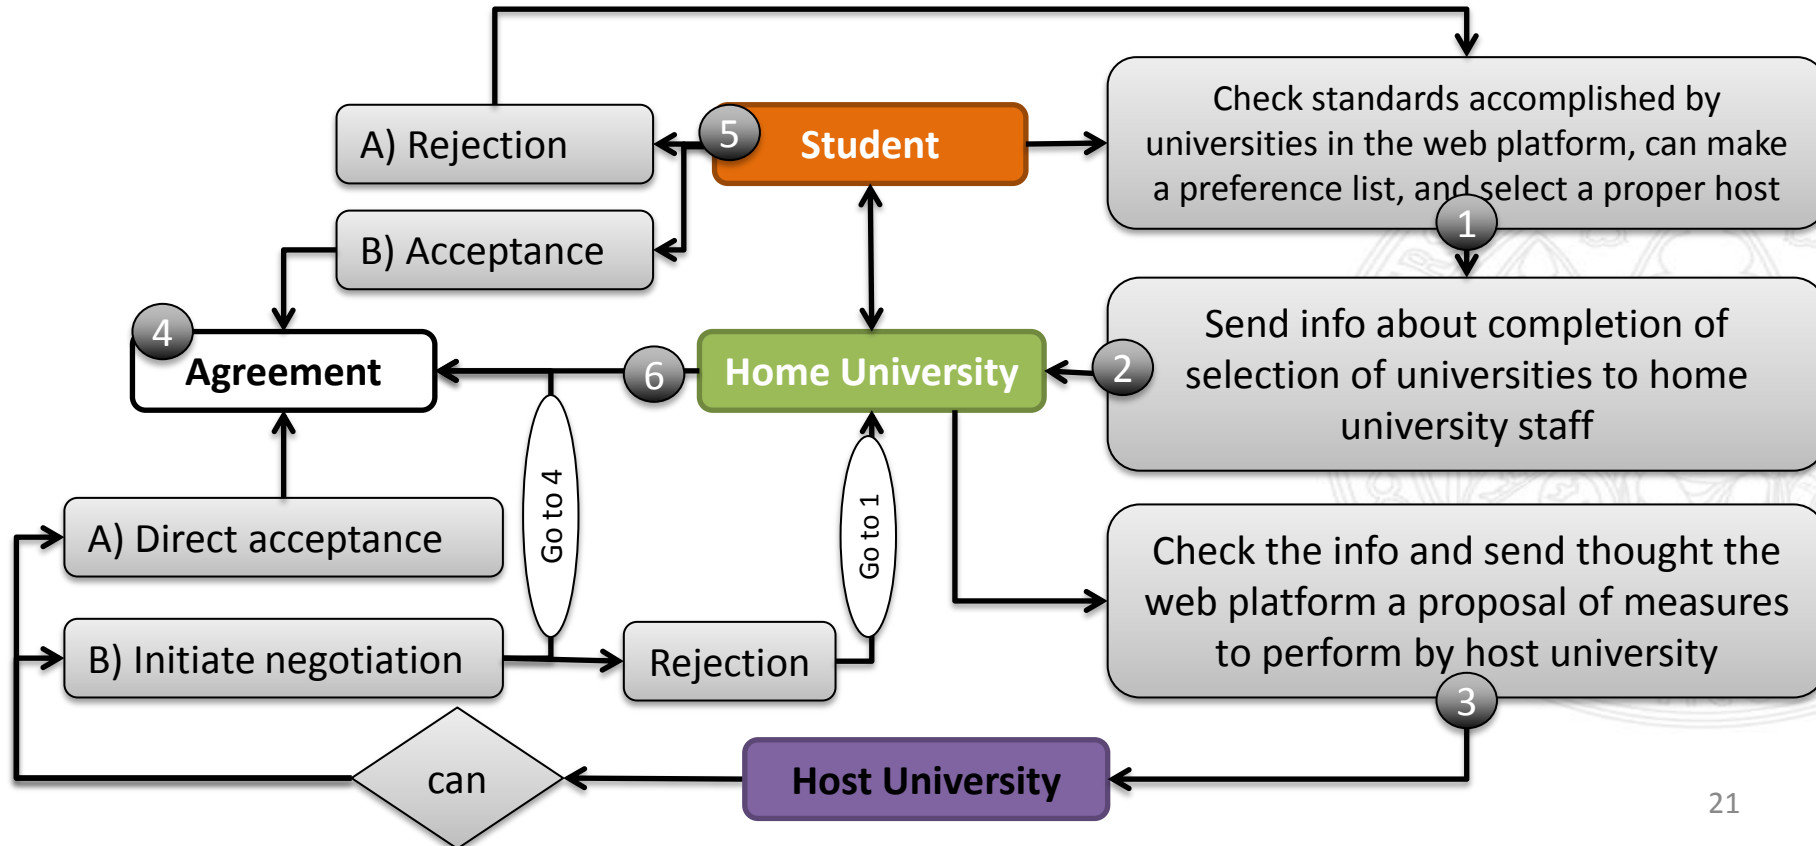 Check standards accomplished by
universities in the web platform, can make
a preference list, and select a proper host
1
5
Student
A) Rejection
B) Acceptance
4
Agreement
6
Home University
2
Send info about completion of
selection of universities to home
university staff
Go to 4
Go to 1
A) Direct acceptance
B) Initiate negotiation
Rejection
Check the info and send thought the
web platform a proposal of measures
to perform by host university
3
can
Host University
21